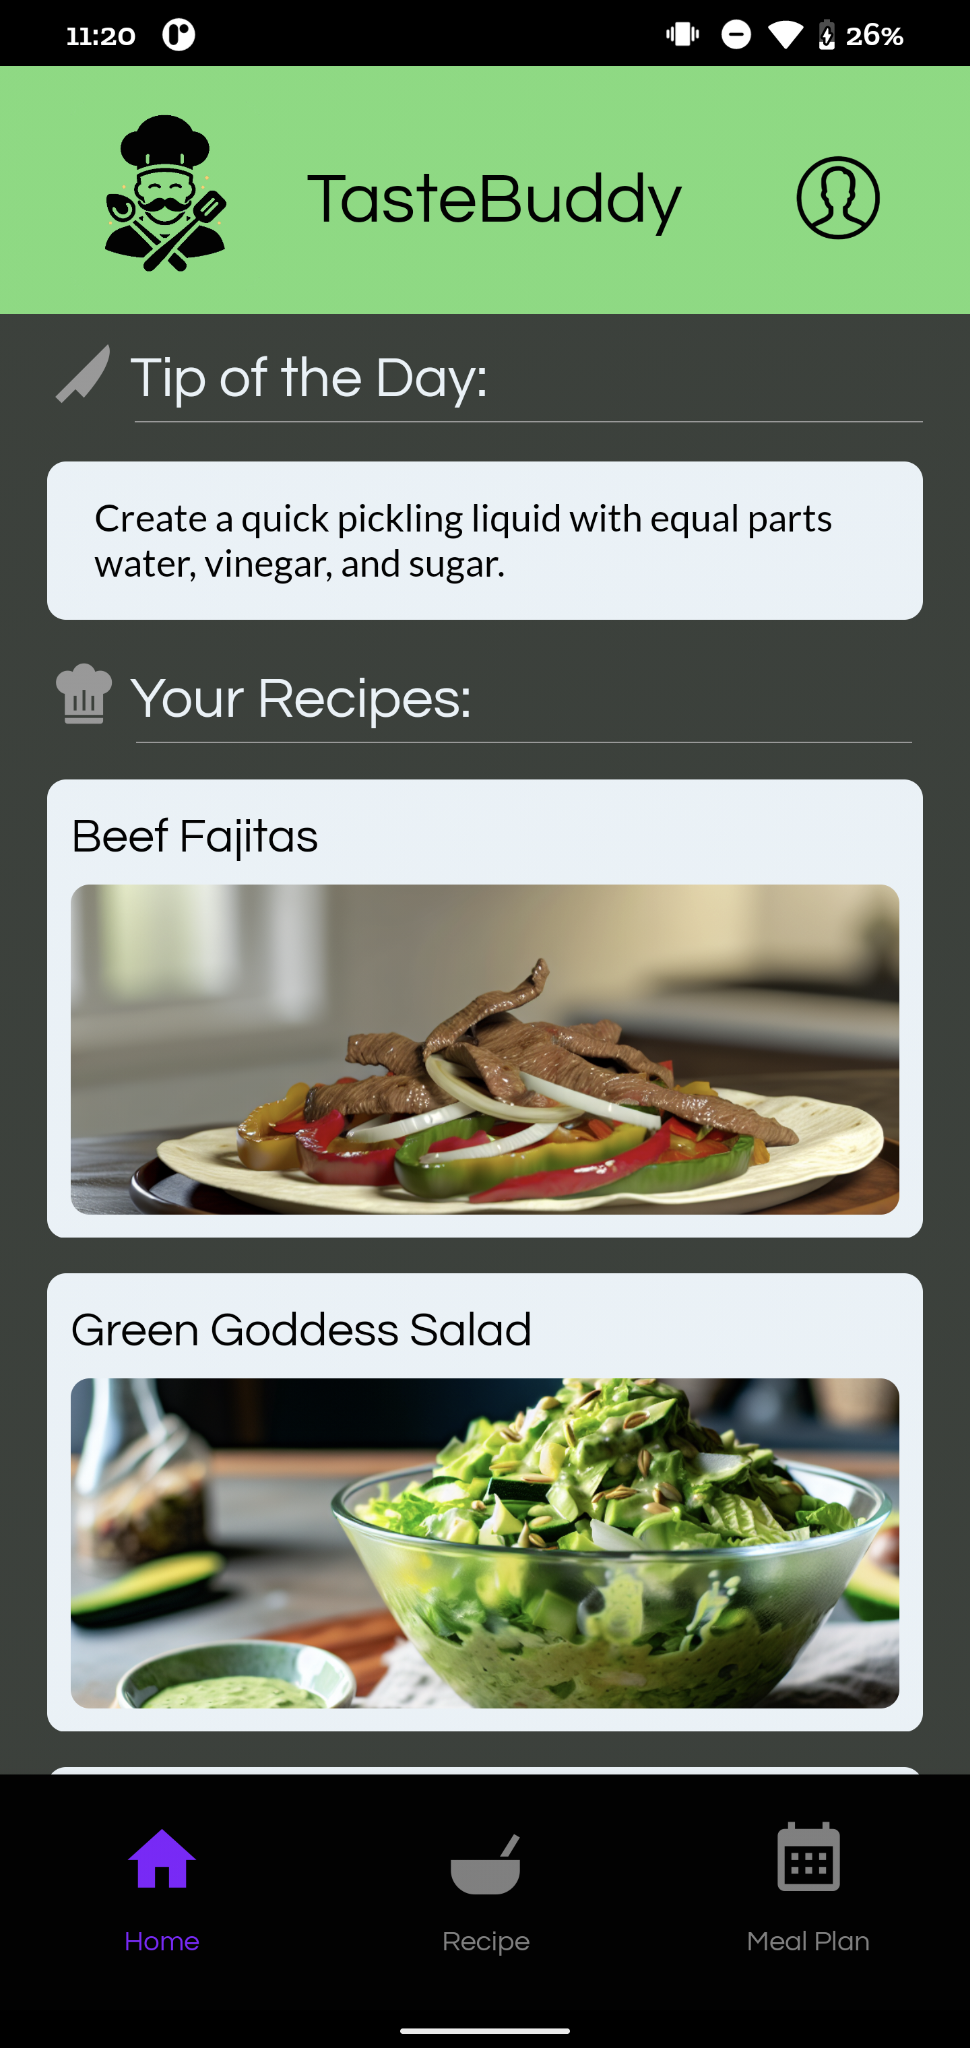 11:20
26%
TasteBuddy
Tip of the Day:
Create a quick pickling liquid with equal parts
water, vinegar, and sugar.
Your Recipes:
Beef Fajitas
Green Goddess Salad
Home
Recipe
Meal Plan